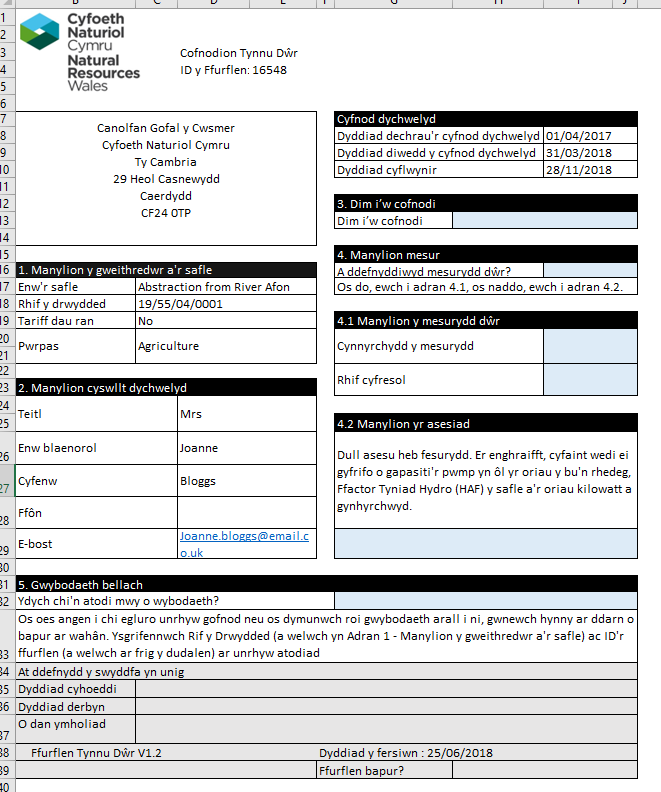 Cyfoeth
Naturiol
Cymru
Natural
Resources
Wales
Cofnodion Tynnu Dŵr
ID y Ffurflen: 16548
Canolfan Gofal y Cwsmer
Cyfoeth Naturiol Cymru
Ty Cambria
29 Heol Casnewydd
Caerdydd
CF24 0TP
Cyfnod dychwelyd
Dyddiad dechrau'r cyfnod dychwelyd 01/04/2017
Dyddiad diwedd y cyfnod dychwelyd 31/03/2018
Dyddiad cyflwynir 28/11/2018
3. Dim i'w cofnodi
Dim i'w cofnodi
4. Manylion mesur
A ddefnyddiwyd mesurydd dŵr?
Os do, ewch i adran 4.1, os naddo, ewch i adran 4.2.
1. Manylion y gweithredwr a'r safle
Enw'r safle Abstraction from River Afon
Rhif y drwydded 19/55/04/0001
Tariff dau ran No
Pwrpas Agriculture
4.1 Manylion y mesurydd dŵr
Cynnyrchydd y mesurydd
Rhif cyfresol
2. Manylion cyswllt dychwelyd
Teitl Mrs
Enw blaenorol Joanne
Cyfenw Bloggs
Ffôn
E-bost Joanne.bloggs@email.c
o.uk
4.2 Manylion yr asesiad
Dull asesu heb fesurydd. Er enghraifft, cyfaint wedi ei
gyfrifo o gapasiti'r pwmp yn ôl yr oriau y bu'n rhedeg,
Ffactor Tyniad Hydro (HAF) y safle a'r oriau kilowatt a
gynhyrchwyd.
5. Gwybodaeth bellach
Ydych chi'n atodi mwy o wybodaeth?
Os oes angen i chi egluro unrhyw gofnod neu os dymunwch roi gwybodaeth arall i ni, gwnewch hynny ar ddarn o
bapur ar wahân. Ysgrifennwch Rif y Drwydded (a welwch yn Adran 1 - Manylion y gweithredwr a'r safle) ac ID'r
ffurflen (a welwch ar frig y dudalen) ar unrhyw atodiad
At ddefnydd y swyddfa yn unig
Dyddiad cyhoeddi
Dyddiad derbyn
O dan ymholiad
Ffurflen Tynnu Dŵr V1.2 Dyddiad y fersiwn : 25/06/2018
Ffurflen bapur?